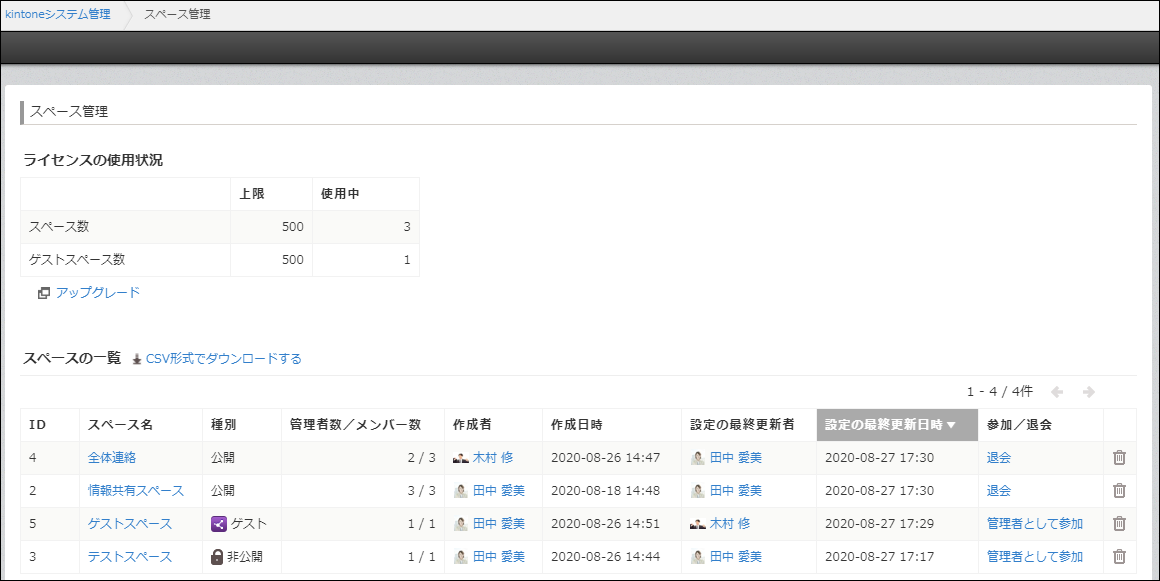 kintoneシステム管理 スペース管理
スペース管理
ライセンスの使用状況
上限 使用中
スペース数 500 3
ゲストスペース数 500 1
アップグレード
スペースの一覧 CSV形式でダウンロードする
1 - 4 / 4件
ID スペース名 種別 管理者数／メンバー数 作成者 作成日時 設定の最終更新者 設定の最終更新日時▼ 参加／退会
4 全体連絡 公開 2 / 3 木村 修 2020-08-26 14:47 田中 愛美 2020-08-27 17:30 退会
2 情報共有スペース 公開 3 / 3 田中 愛美 2020-08-18 14:48 田中 愛美 2020-08-27 17:30 退会
5 ゲストスペース ゲスト 1 / 1 田中 愛美 2020-08-26 14:51 木村 修 2020-08-27 17:29 管理者として参加
3 テストスペース 非公開 1 / 1 田中 愛美 2020-08-26 14:44 田中 愛美 2020-08-27 17:17 管理者として参加